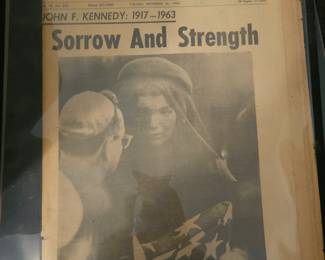 JOHN F. KENNEDY: 1917—1963
Sorrow And Strength